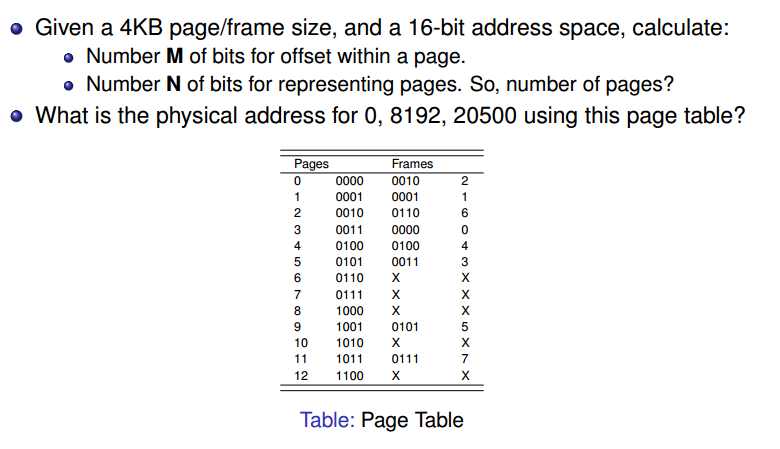 Given a 4KB page/frame size, and a 16-bit address space, calculate:
Number M of bits for offset within a page.
Number N of bits for representing pages. So, number of pages?
What is the physical address for 0, 8192, 20500 using this page table?
Pages Frames
0 0000 0010 2
1 0001 0001 1
2 0010 0110 6
3 0011 0000 0
4 0100 0100 4
5 0101 0011 3
6 0110 X X
7 0111 X X
8 1000 X X
9 1001 0101 5
10 1010 X X
11 1011 0111 7
12 1100 X X
Table: Page Table